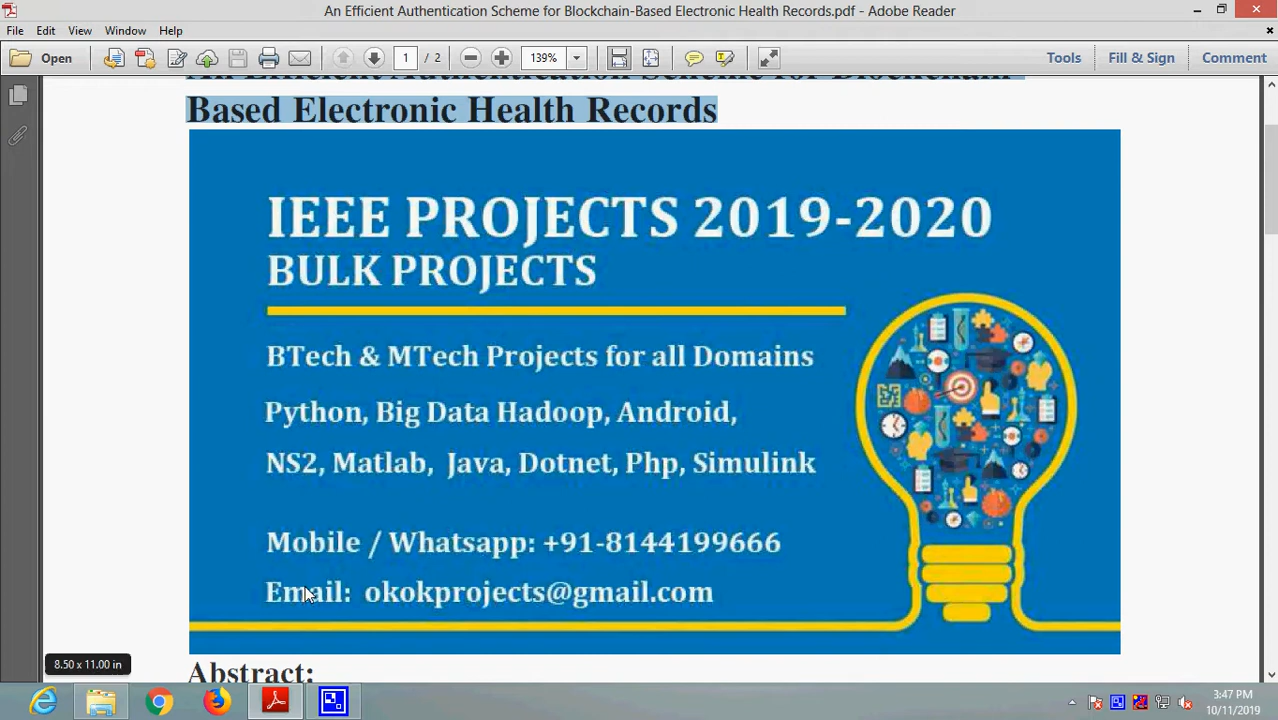 An Efficient Authentication Scheme for Blockchain-Based Electronic Health Records.pdf - Adobe Reader
File Edit View Window Help
Open 1 / 2 139% Tools Fill & Sign Comment
Based Electronic Health Records
IEEE PROJECTS 2019-2020
BULK PROJECTS
BTech & MTech Projects for all Domains
Python, Big Data Hadoop, Android,
NS2, Matlab, Java, Dotnet, Php, Simulink
Mobile / Whatsapp: +91-8144199666
Email: okokprojects@gmail.com
8.50 x 11.00 in
Abstract:
3:47 PM
10/11/2019